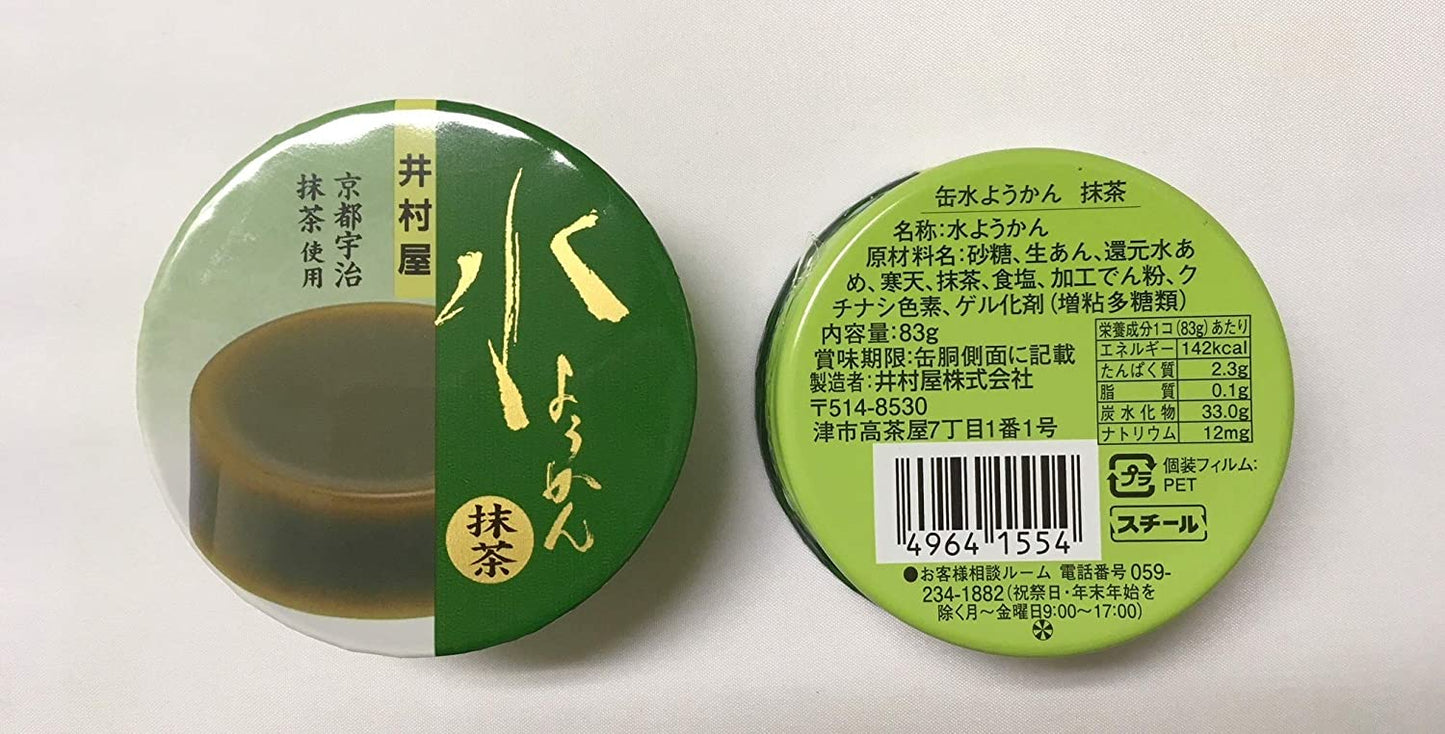 井村屋
京都宇治
抹茶使用
水ようかん
抹茶
缶水ようかん 抹茶
名称:水ようかん
原材料名:砂糖、生あん、還元水あ
め、寒天、抹茶、食塩、加工でん粉、ク
チナシ色素、ゲル化剤(増粘多糖類)
内容量:83g
賞味期限:缶胴側面に記載
製造者:井村屋株式会社
〒514-8530
津市高茶屋7丁目1番1号
栄養成分1コ(83g)あたり
エネルギー 142kcal
たんぱく質 2.3g
脂質 0.1g
炭水化物 33.0g
ナトリウム 12mg
プラ
個装フィルム:
PET
スチール
4964 1554
●お客様相談ルーム 電話番号059-
234-1882(祝祭日・年末年始を
除く月~金曜日9:00~17:00)